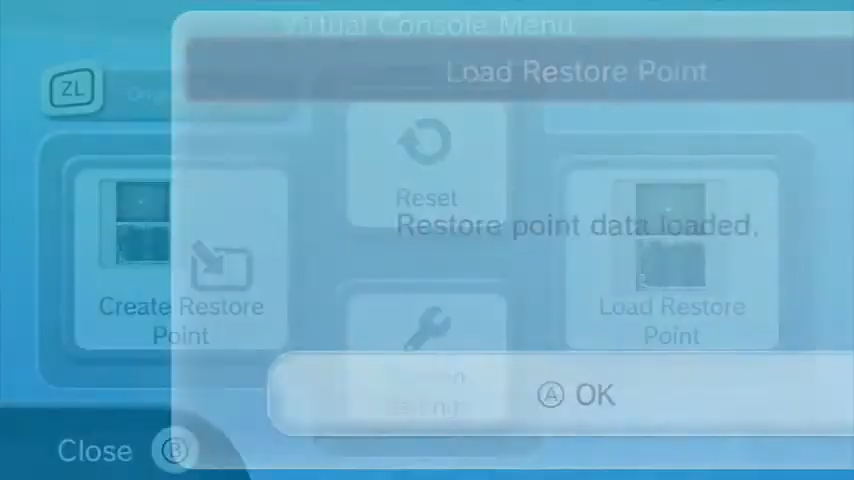 Virtual Console Menu
Load Restore Point
ZL
Reset
Restore point data loaded.
Create Restore
Point
Load Restore
Point
A OK
Close B